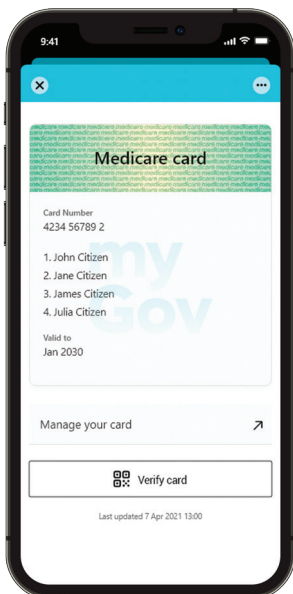 9:41
Medicare card
Card Number
4234 56789 2
1. John Citizen
2. Jane Citizen
3. James Citizen
4. Julia Citizen
my
Gov
Valid to
Jan 2030
Manage your card
Verify card
Last updated 7 Apr 2021 13:00